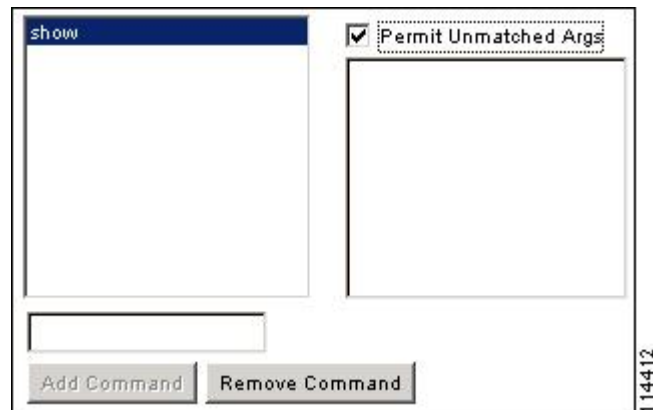 show
Permit Unmatched Args
Add Command
Remove Command
114412